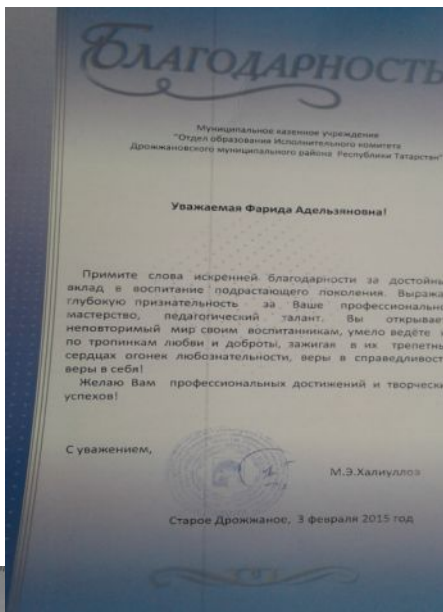 БЛАГОДАРНОСТЬ
Муниципальное казенное учреждение
"Отдел образования Исполнительного комитета
Дрожжановского муниципального района Республики Татарстан"
Уважаемая Фарида Адельзяновна!
Примите слова искренней благодарности за достойны
вклад в воспитание подрастающего поколения. Выража
глубокую признательность за Ваше профессиональн
мастерство, педагогический талант. Вы открывает
неповторимый мир своим воспитанникам, умело ведёте
по тропинкам любви и доброты, зажигая в их трепетны
сердцах огонек любознательности, веры в справедливост
веры в себя!
Желаю Вам профессиональных достижений и творчески
успехов!
С уважением,
М.Э.Халиуллов
Старое Дрожжаное, 3 февраля 2015 год